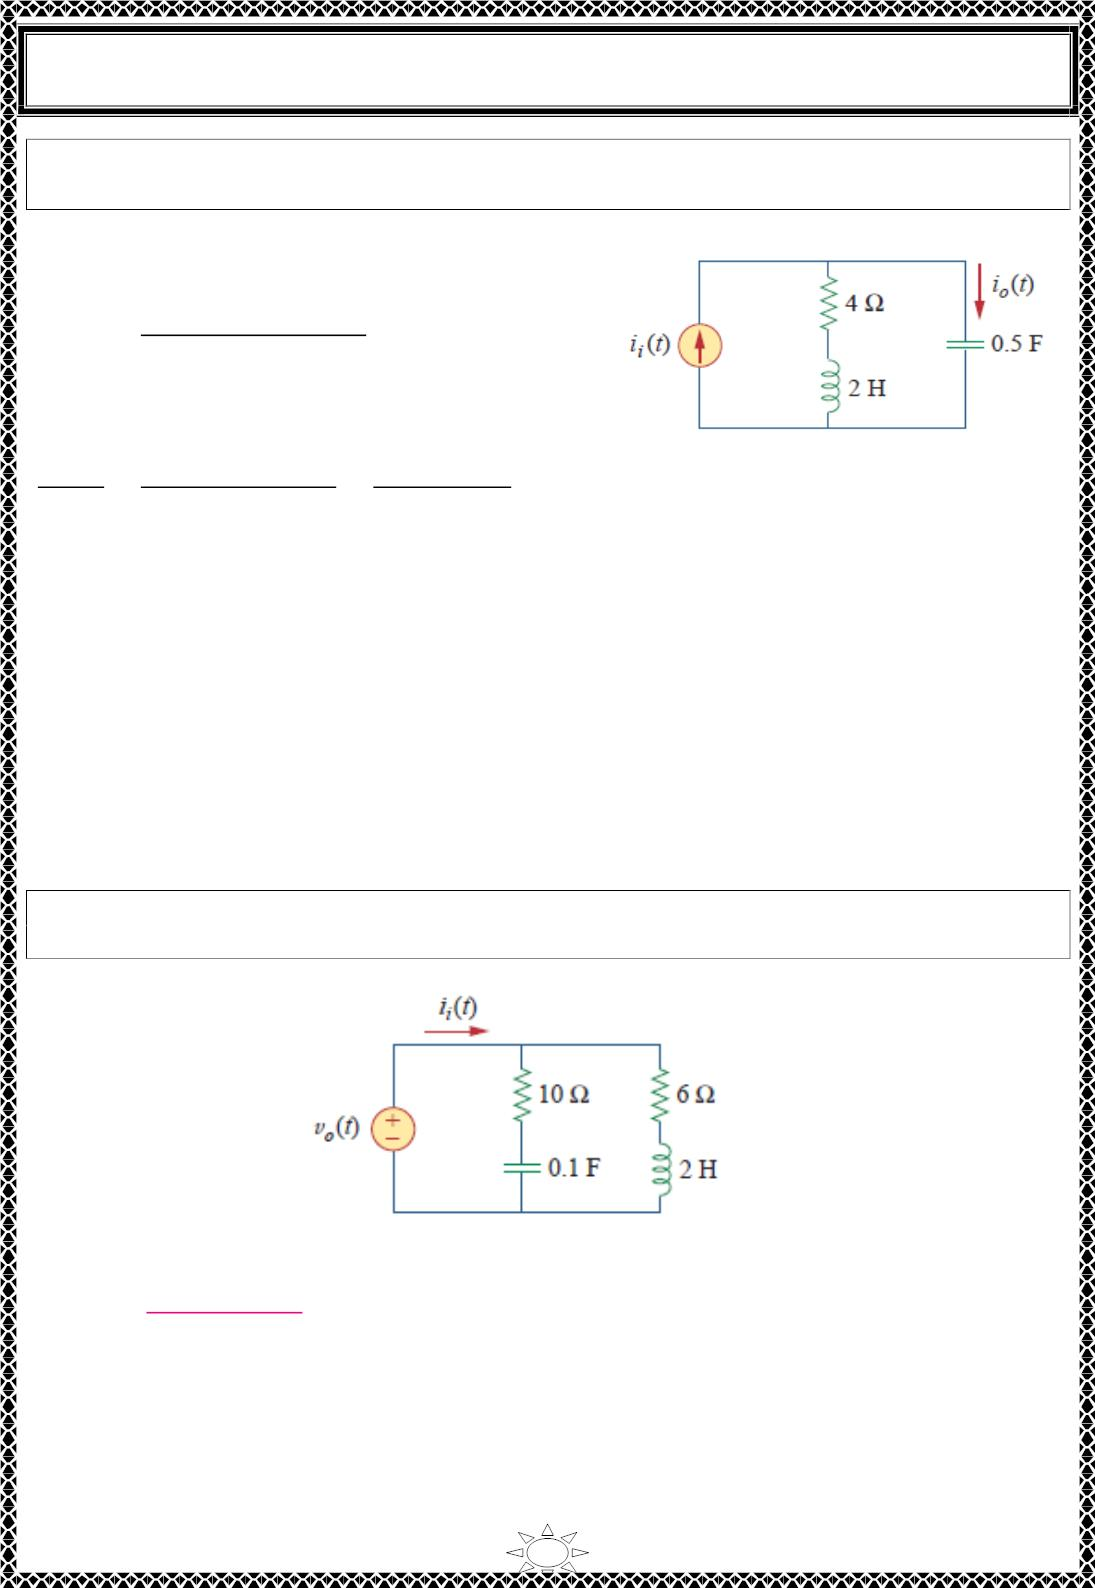 i_o(t)
4 Ω
i_i(t)
0.5 F
2 H
i_i(t)
10 Ω
6 Ω
v_o(t)
+
−
0.1 F
2 H